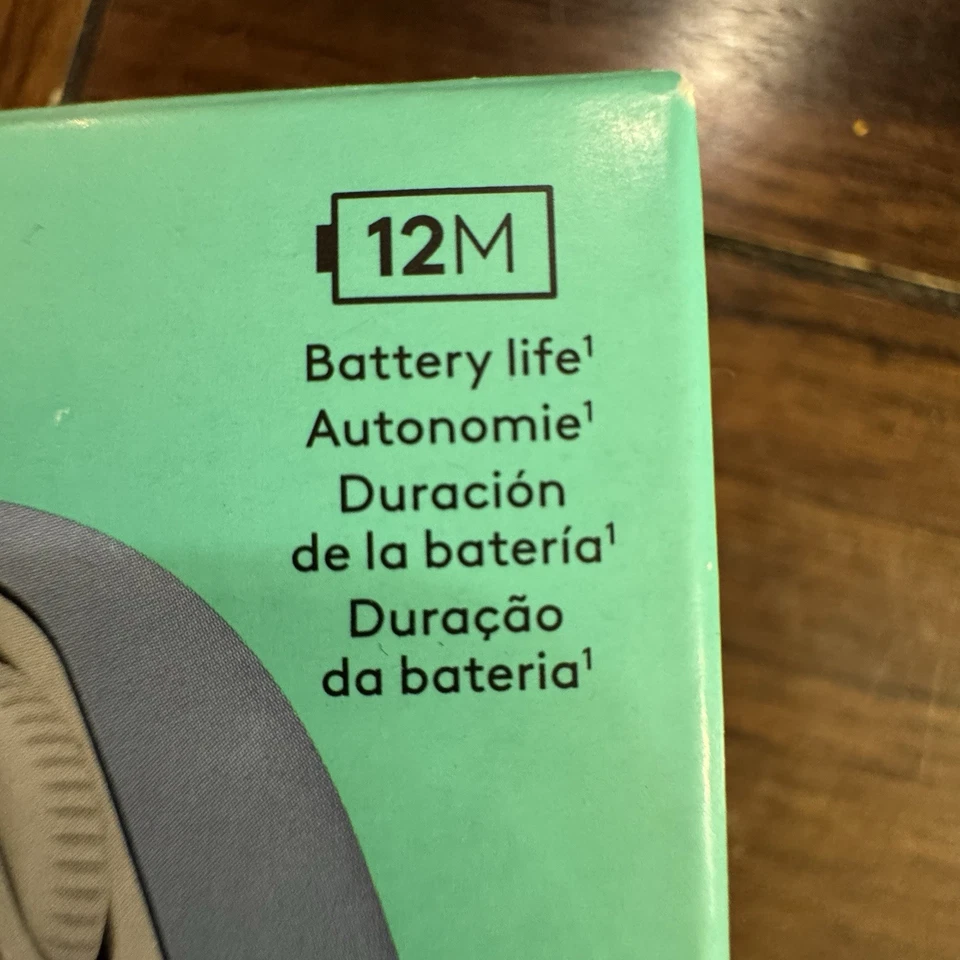 12M
Battery life¹
Autonomie¹
Duración
de la batería¹
Duração
da bateria¹